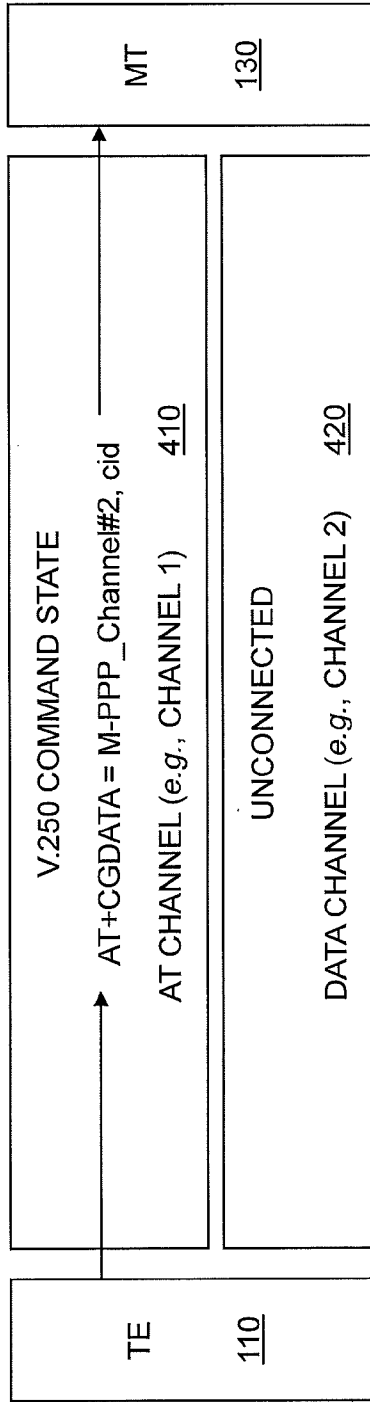 TE
110
V.250 COMMAND STATE
AT+CGDATA = M-PPP_Channel#2, cid
AT CHANNEL (e.g., CHANNEL 1) 410
UNCONNECTED
DATA CHANNEL (e.g., CHANNEL 2) 420
MT
130